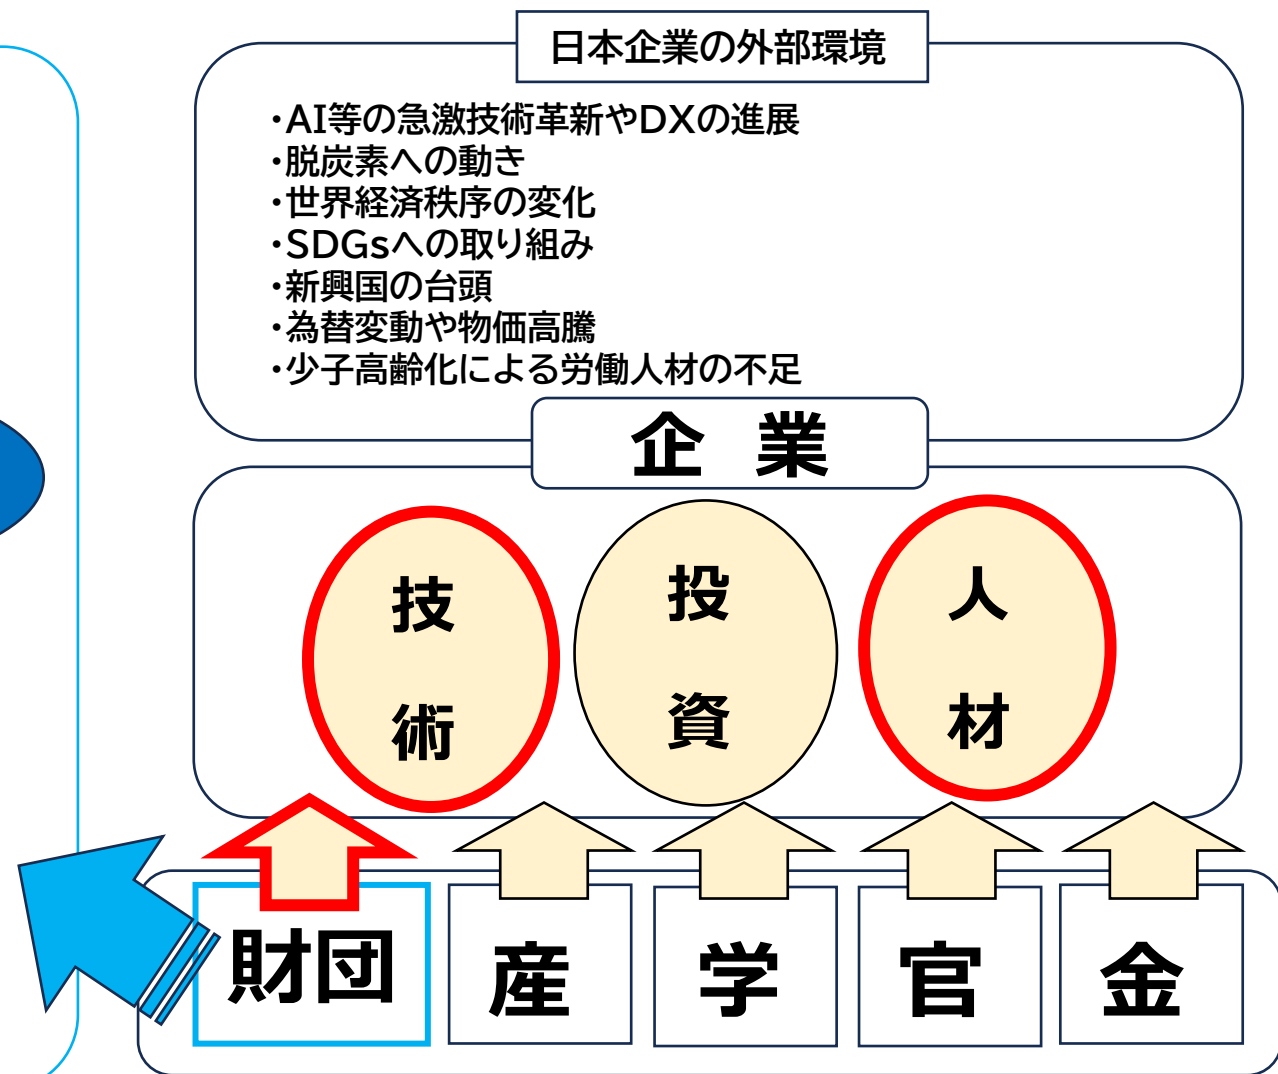 日本企業の外部環境
・AI等の急激技術革新やDXの進展
・脱炭素への動き
・世界経済秩序の変化
・SDGsへの取り組み
・新興国の台頭
・為替変動や物価高騰
・少子高齢化による労働人材の不足
企　業
技術
投資
人材
財団
産
学
官
金